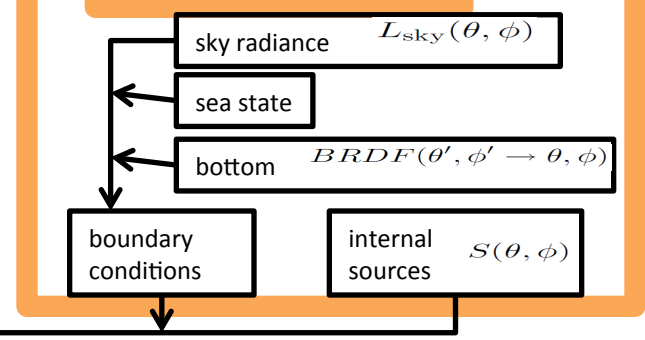 sky radiance L_sky(θ, ϕ)
sea state
bottom BRDF(θ′, ϕ′ → θ, ϕ)
boundary
conditions
internal
sources S(θ, ϕ)